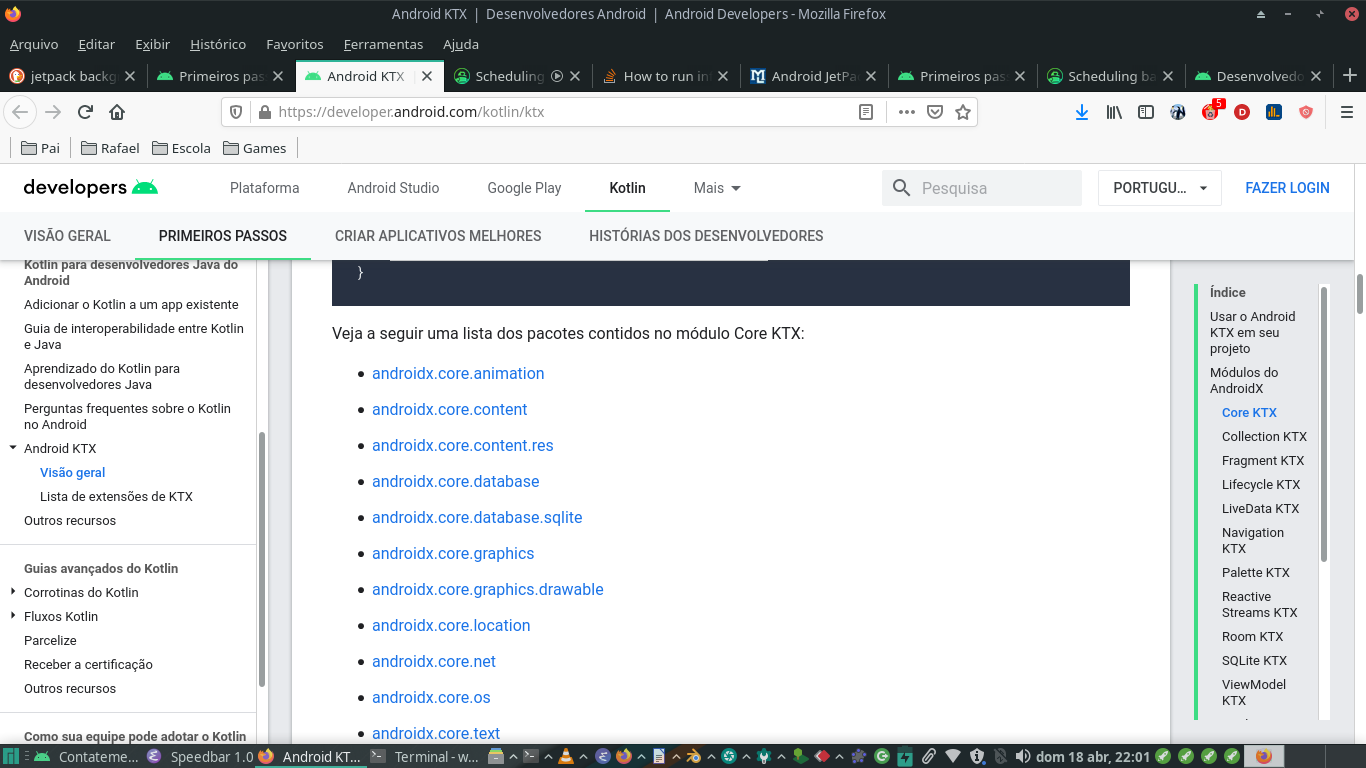 Android KTX | Desenvolvedores Android | Android Developers - Mozilla Firefox
Arquivo Editar Exibir Histórico Favoritos Ferramentas Ajuda
jetpack backg Primeiros pas Android KTX Scheduling How to run in Android JetPa Primeiros pas Scheduling ba Desenvolvedo
https://developer.android.com/kotlin/ktx
5
Pai Rafael Escola Games
developers Plataforma Android Studio Google Play Kotlin Mais Pesquisa PORTUGU... FAZER LOGIN
VISÃO GERAL PRIMEIROS PASSOS CRIAR APLICATIVOS MELHORES HISTÓRIAS DOS DESENVOLVEDORES
Kotlin para desenvolvedores Java do
Android
Adicionar o Kotlin a um app existente
Guia de interoperabilidade entre Kotlin
e Java
Aprendizado do Kotlin para
desenvolvedores Java
Perguntas frequentes sobre o Kotlin
no Android
Android KTX
Visão geral
Lista de extensões de KTX
Outros recursos
Guias avançados do Kotlin
Corrotinas do Kotlin
Fluxos Kotlin
Parcelize
Receber a certificação
Outros recursos
Como sua equipe pode adotar o Kotlin
}
Veja a seguir uma lista dos pacotes contidos no módulo Core KTX:
• androidx.core.animation
• androidx.core.content
• androidx.core.content.res
• androidx.core.database
• androidx.core.database.sqlite
• androidx.core.graphics
• androidx.core.graphics.drawable
• androidx.core.location
• androidx.core.net
• androidx.core.os
• androidx.core.text
Índice
Usar o Android
KTX em seu
projeto
Módulos do
AndroidX
Core KTX
Collection KTX
Fragment KTX
Lifecycle KTX
LiveData KTX
Navigation
KTX
Palette KTX
Reactive
Streams KTX
Room KTX
SQLite KTX
ViewModel
KTX
Contateme... Speedbar 1.0 Android KT... Terminal - w... dom 18 abr, 22:01